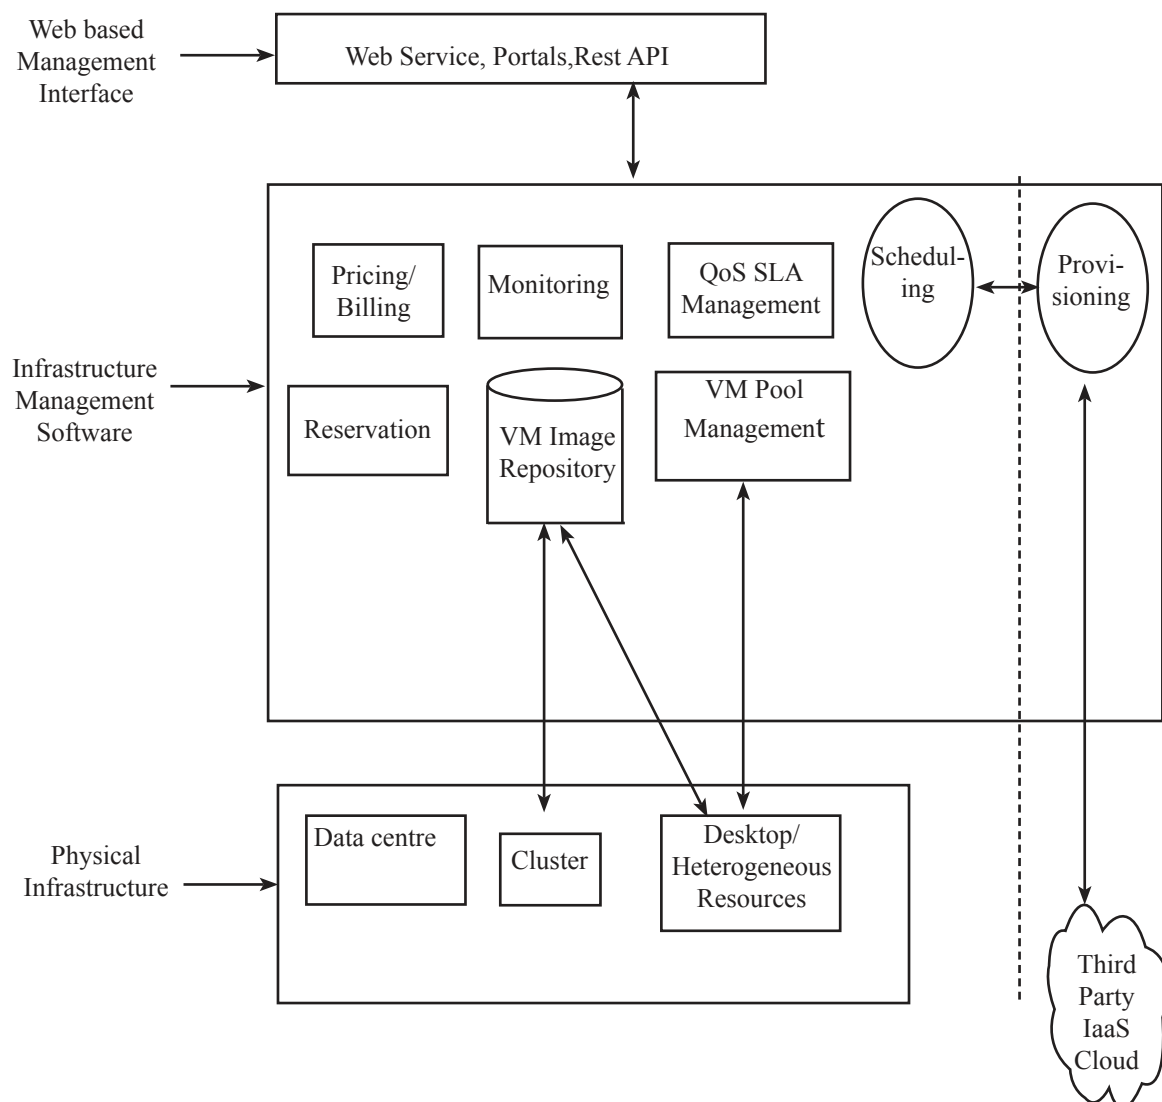 Web based
Management
Interface
Web Service, Portals,Rest API
Infrastructure
Management
Software
Pricing/
Billing
Monitoring
QoS SLA
Management
Schedul-
ing
Provi-
sioning
Reservation
VM Image
Repository
VM Pool
Management
Physical
Infrastructure
Data centre
Cluster
Desktop/
Heterogeneous
Resources
Third
Party
IaaS
Cloud